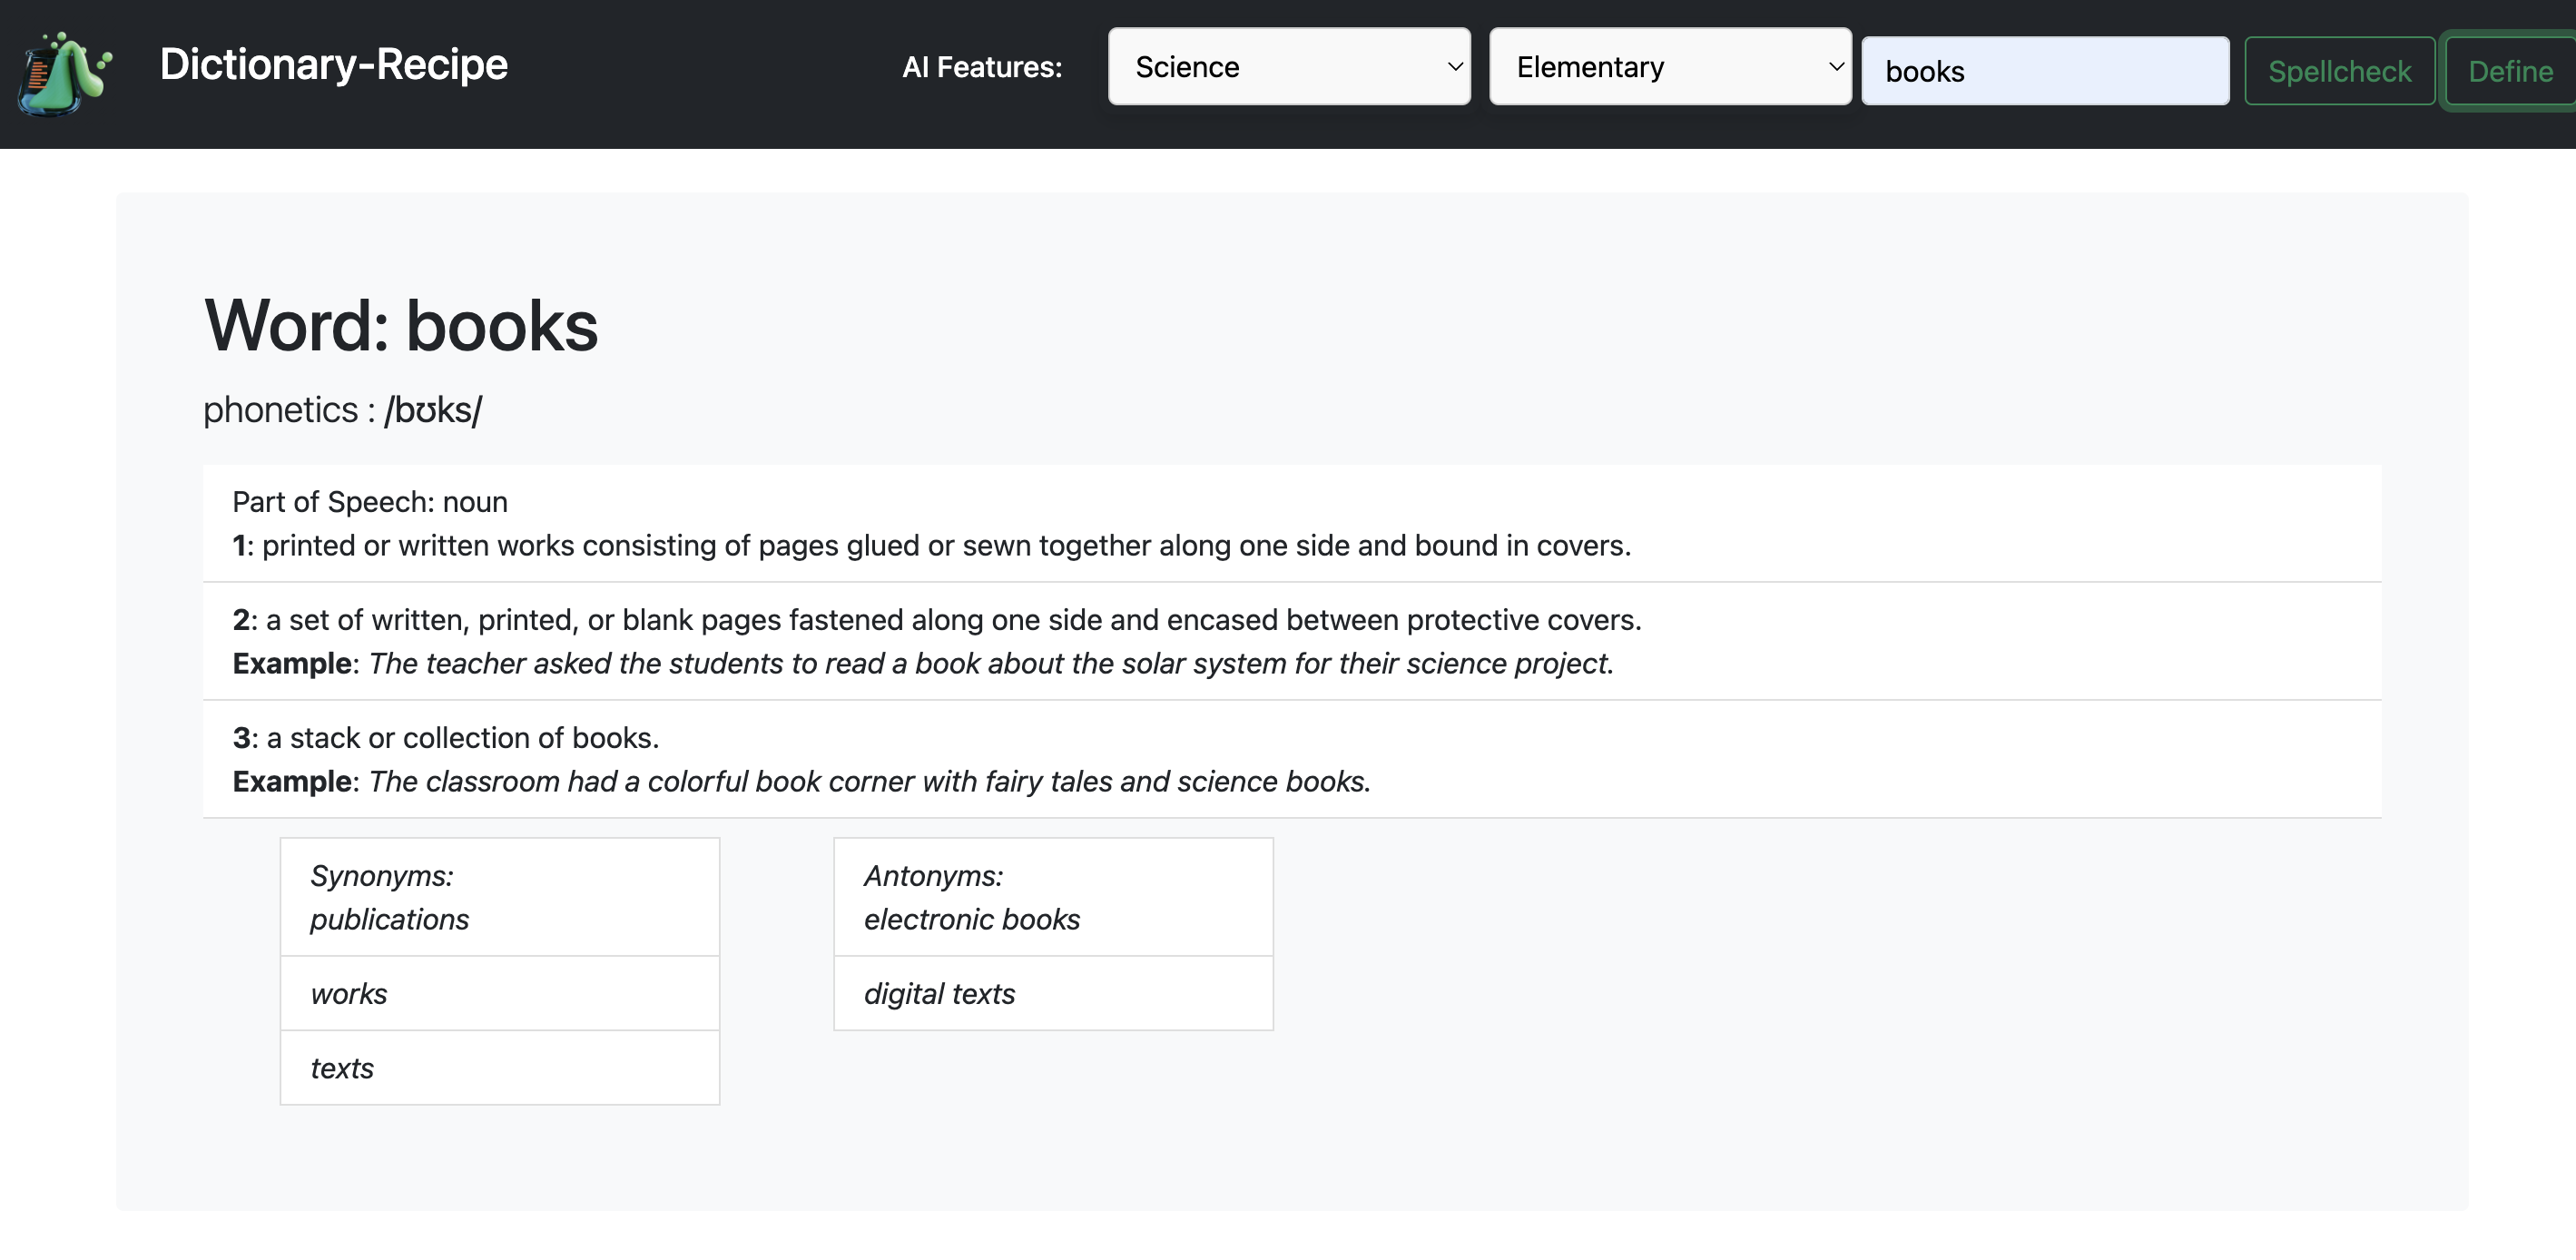 Dictionary-Recipe
AI Features:
Science
Elementary
books
Spellcheck
Define
Word: books
phonetics : /bʊks/
Part of Speech: noun
1: printed or written works consisting of pages glued or sewn together along one side and bound in covers.
2: a set of written, printed, or blank pages fastened along one side and encased between protective covers.
Example: The teacher asked the students to read a book about the solar system for their science project.
3: a stack or collection of books.
Example: The classroom had a colorful book corner with fairy tales and science books.
Synonyms:
publications
works
texts
Antonyms:
electronic books
digital texts